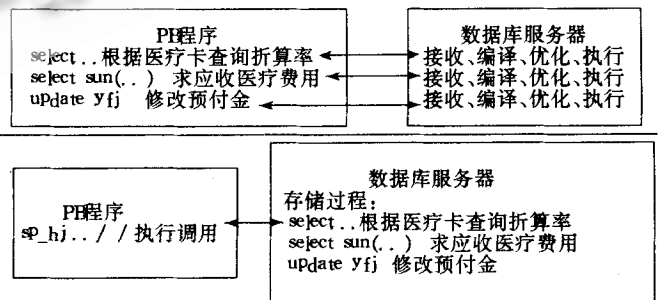 PB程序
select..根据医疗卡查询折算率
select sun(..) 求应收医疗费用
update yfj 修改预付金
数据库服务器
接收、编译、优化、执行
接收、编译、优化、执行
接收、编译、优化、执行
PB程序
sp_hj..//执行调用
数据库服务器
存储过程：
select..根据医疗卡查询折算率
select sun(..) 求应收医疗费用
update yfj 修改预付金